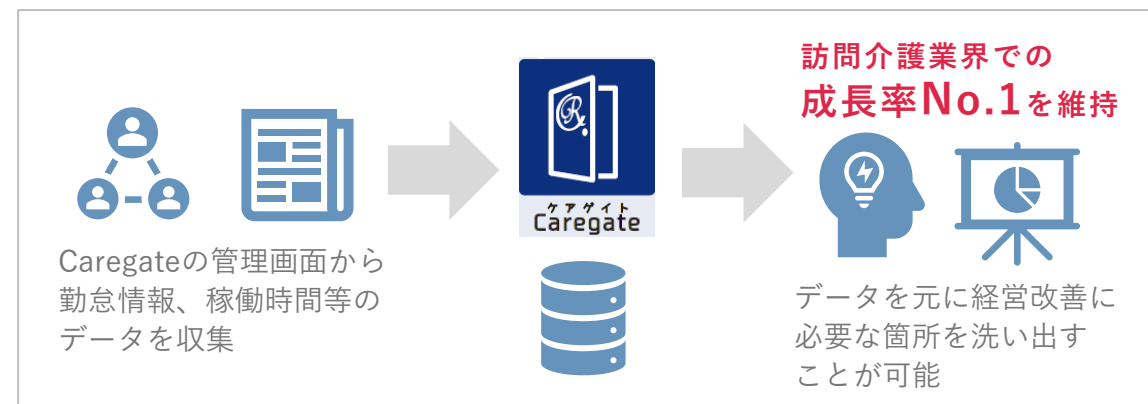 Caregateの管理画面から
勤怠情報、稼働時間等の
データを収集
ケアゲイト
Caregate
訪問介護業界での
成長率No.1を維持
データを元に経営改善に
必要な箇所を洗い出す
ことが可能